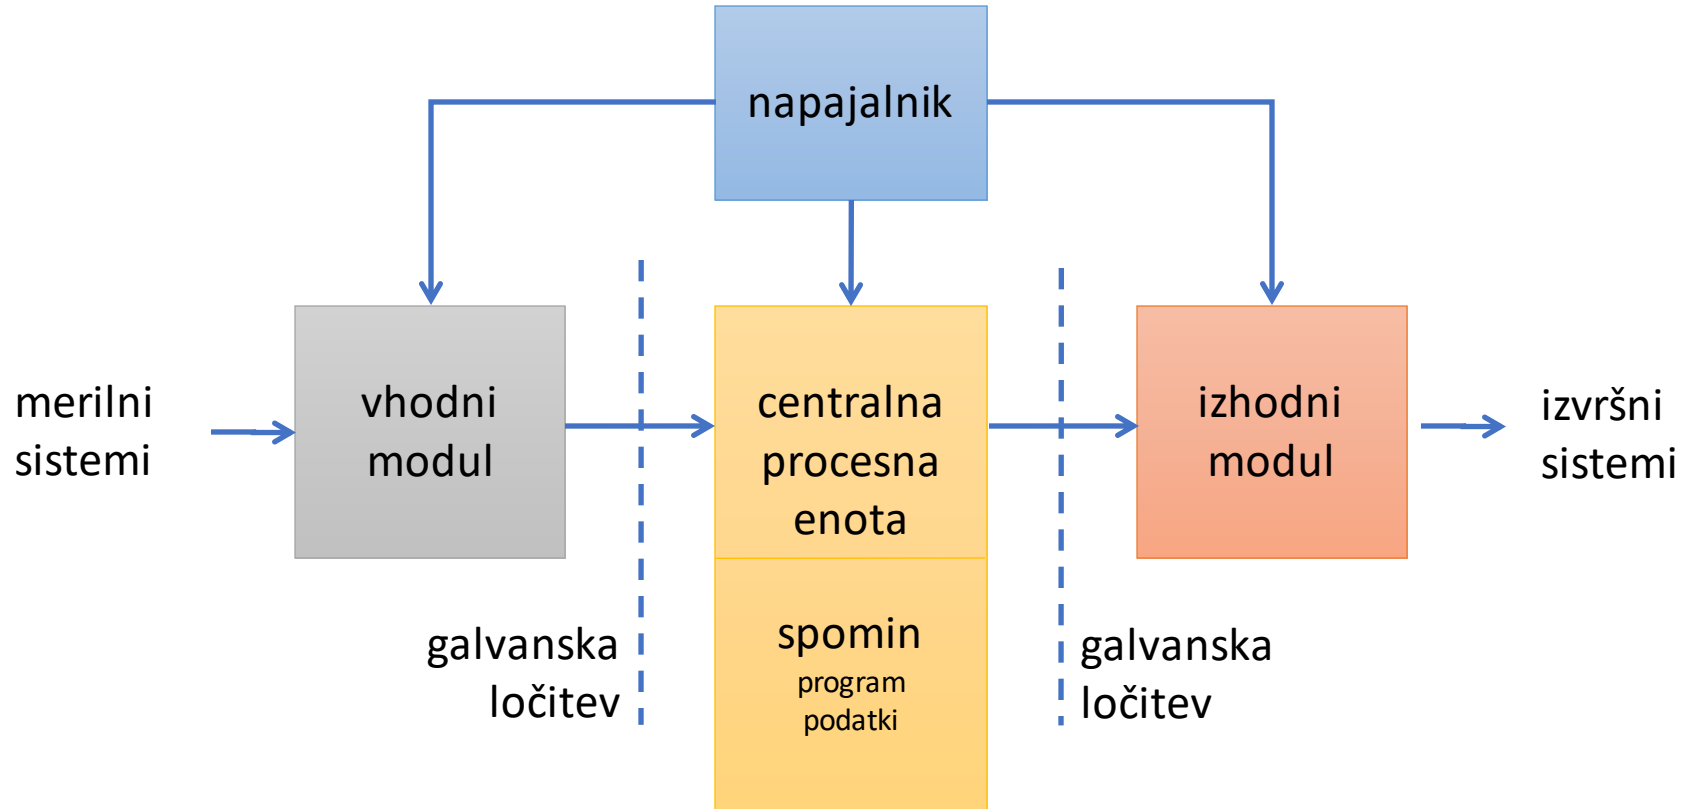 napajalnik
merilni
sistemi
vhodni
modul
centralna
procesna
enota
izhodni
modul
izvršni
sistemi
galvanska
ločitev
spomin
program
podatki
galvanska
ločitev